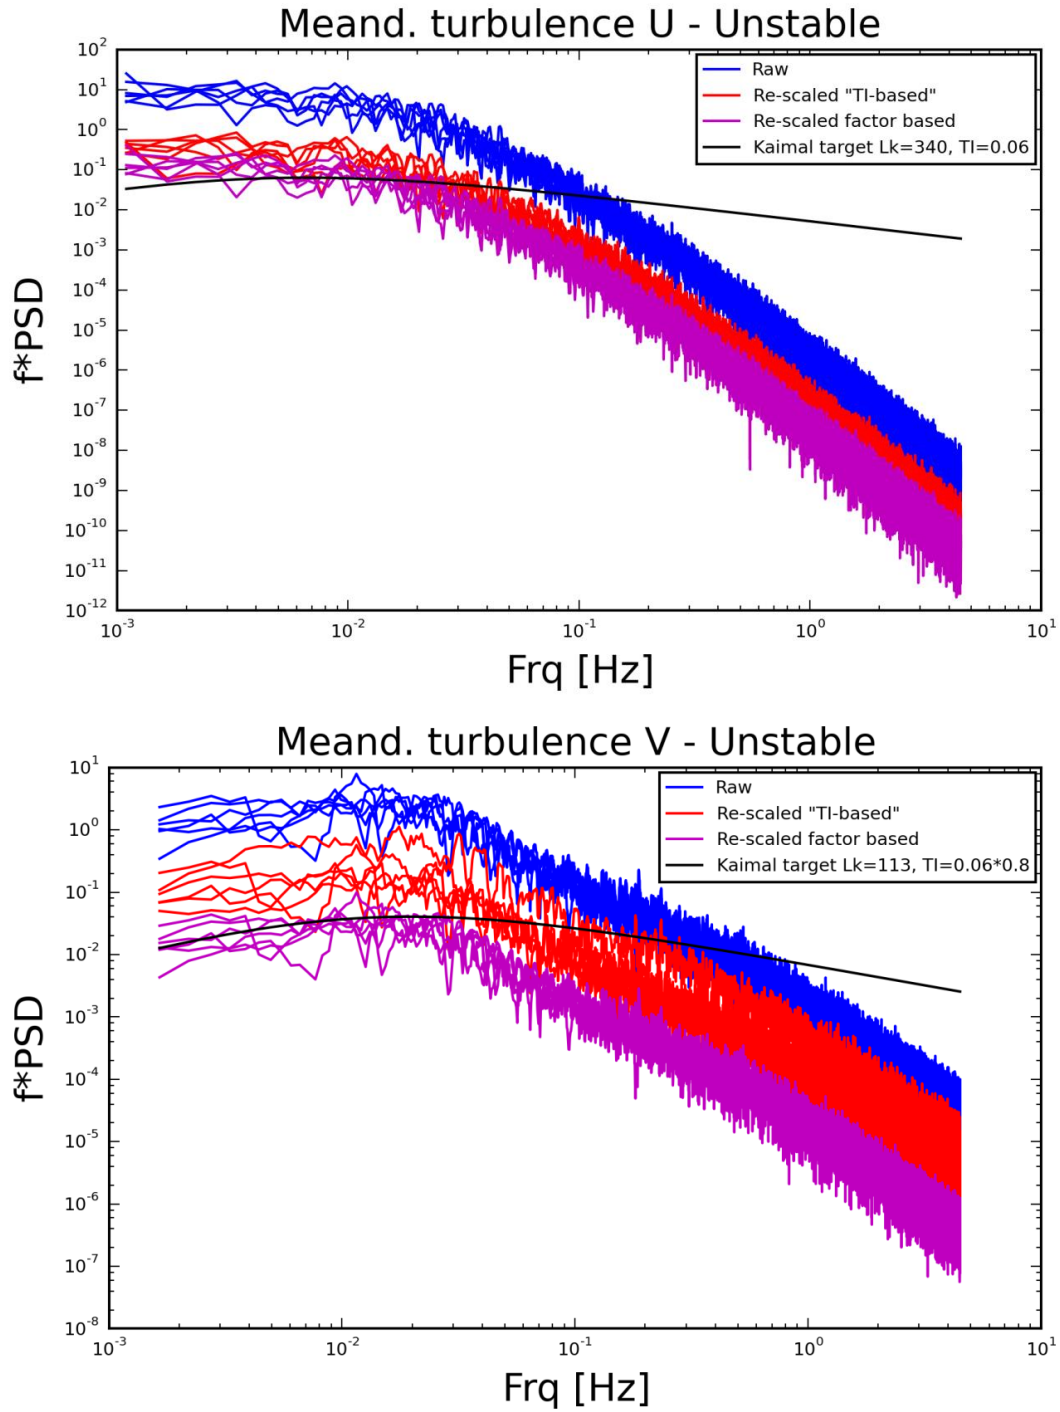 Meand. turbulence U - Unstable
10^2
10^1
10^0
10^-1
10^-2
10^-3
10^-4
10^-5
10^-6
10^-7
10^-8
10^-9
10^-10
10^-11
10^-12
f*PSD
Raw
Re-scaled "TI-based"
Re-scaled factor based
Kaimal target Lk=340, TI=0.06
10^-3
10^-2
10^-1
10^0
10^1
Frq [Hz]
Meand. turbulence V - Unstable
10^1
10^0
10^-1
10^-2
10^-3
10^-4
10^-5
10^-6
10^-7
10^-8
f*PSD
Raw
Re-scaled "TI-based"
Re-scaled factor based
Kaimal target Lk=113, TI=0.06*0.8
10^-3
10^-2
10^-1
10^0
10^1
Frq [Hz]